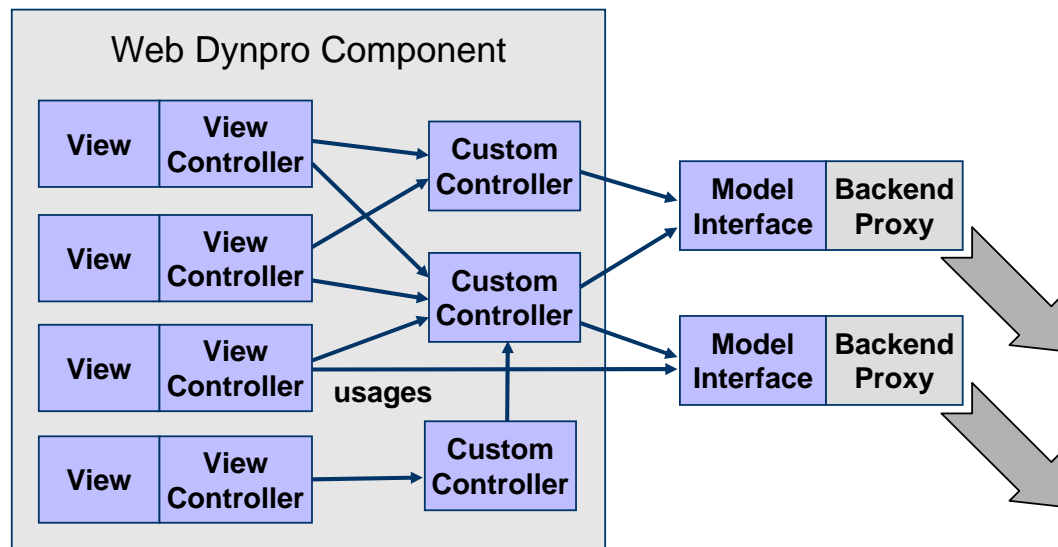 Web Dynpro Component
View
View
Controller
Custom
Controller
Model
Interface
Backend
Proxy
View
View
Controller
Custom
Controller
View
View
Controller
Model
Interface
Backend
Proxy
usages
View
View
Controller
Custom
Controller